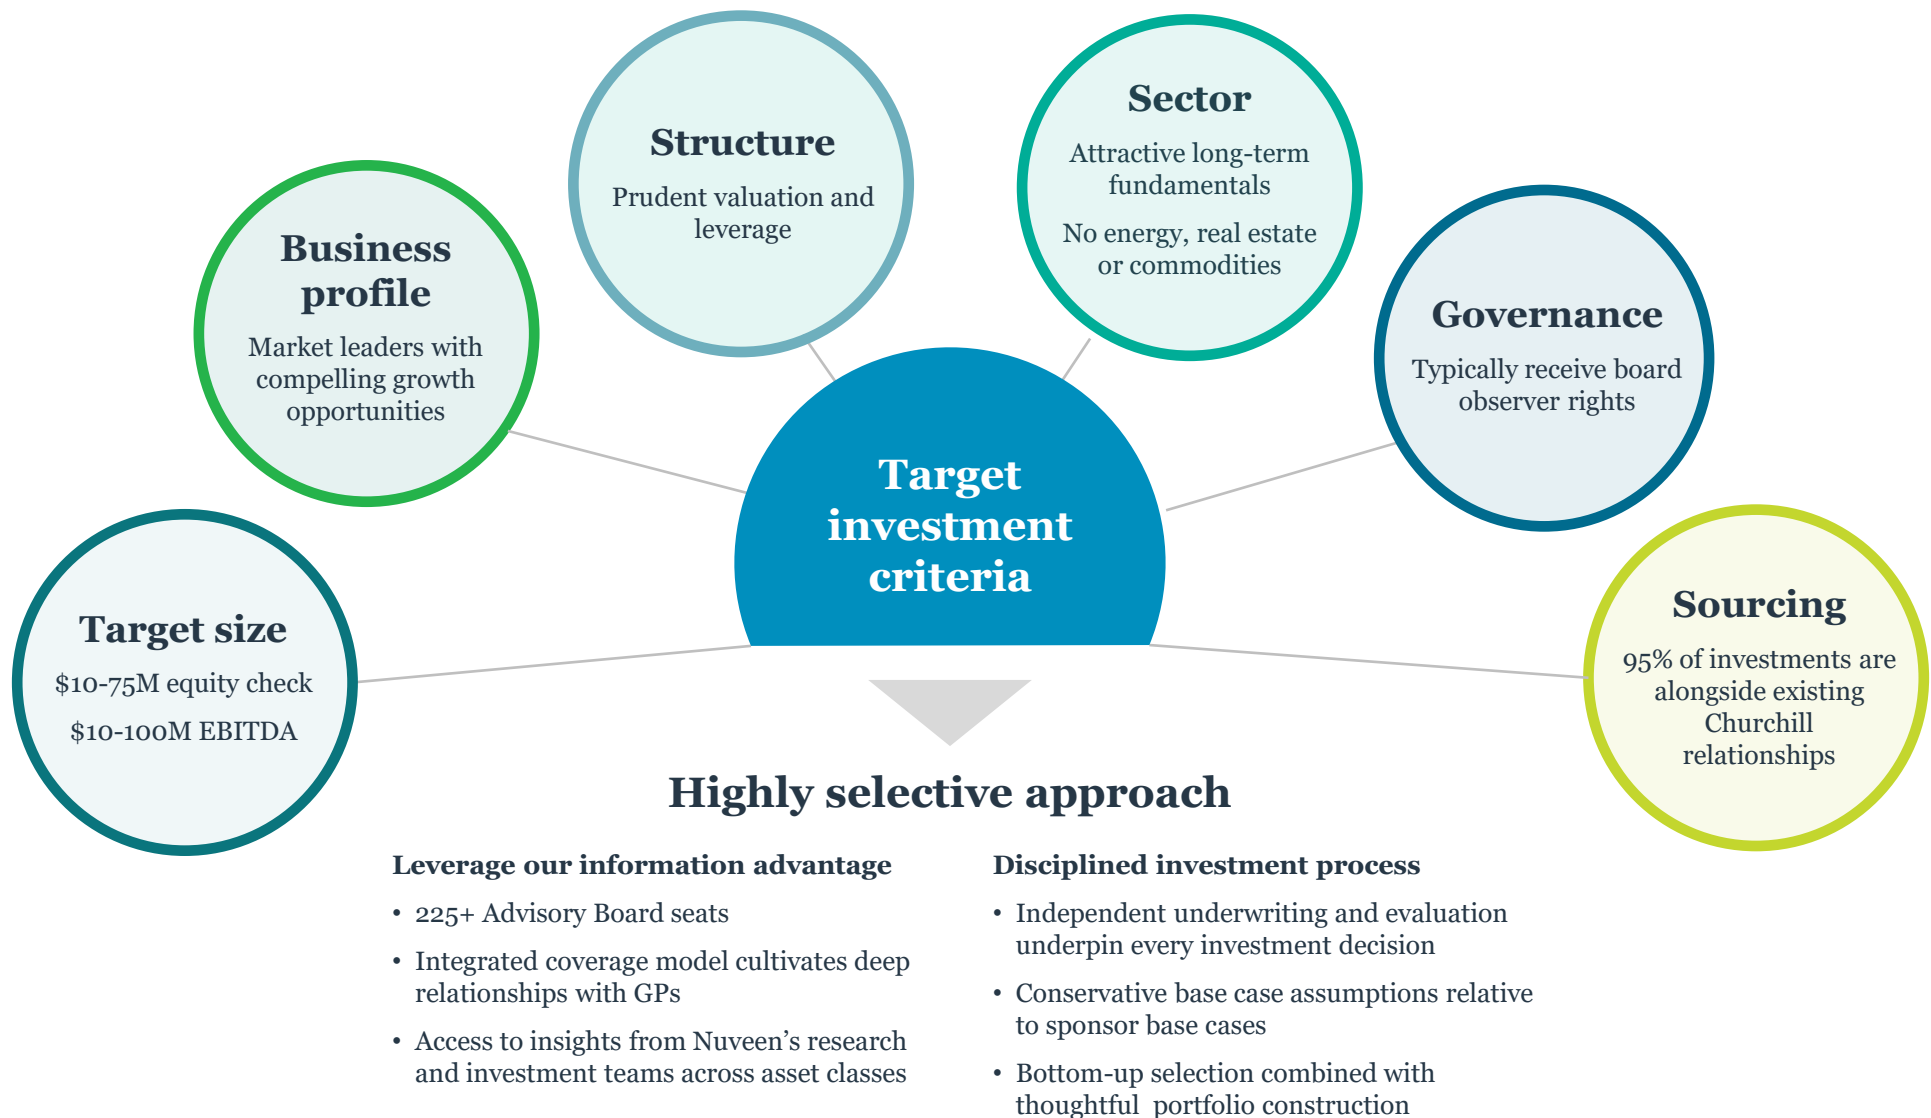 Target size
$10-75M equity check
$10-100M EBITDA
Business
profile
Market leaders with
compelling growth
opportunities
Structure
Prudent valuation and
leverage
Sector
Attractive long-term
fundamentals
No energy, real estate
or commodities
Governance
Typically receive board
observer rights
Sourcing
95% of investments are
alongside existing
Churchill
relationships
Target
investment
criteria
Highly selective approach
Leverage our information advantage
• 225+ Advisory Board seats
• Integrated coverage model cultivates deep
relationships with GPs
• Access to insights from Nuveen’s research
and investment teams across asset classes
Disciplined investment process
• Independent underwriting and evaluation
underpin every investment decision
• Conservative base case assumptions relative
to sponsor base cases
• Bottom-up selection combined with
thoughtful  portfolio construction